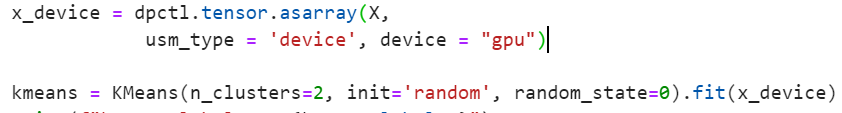 x_device = dpctl.tensor.asarray(X,
usm_type = 'device', device = "gpu")
kmeans = KMeans(n_clusters=2, init='random', random_state=0).fit(x_device)